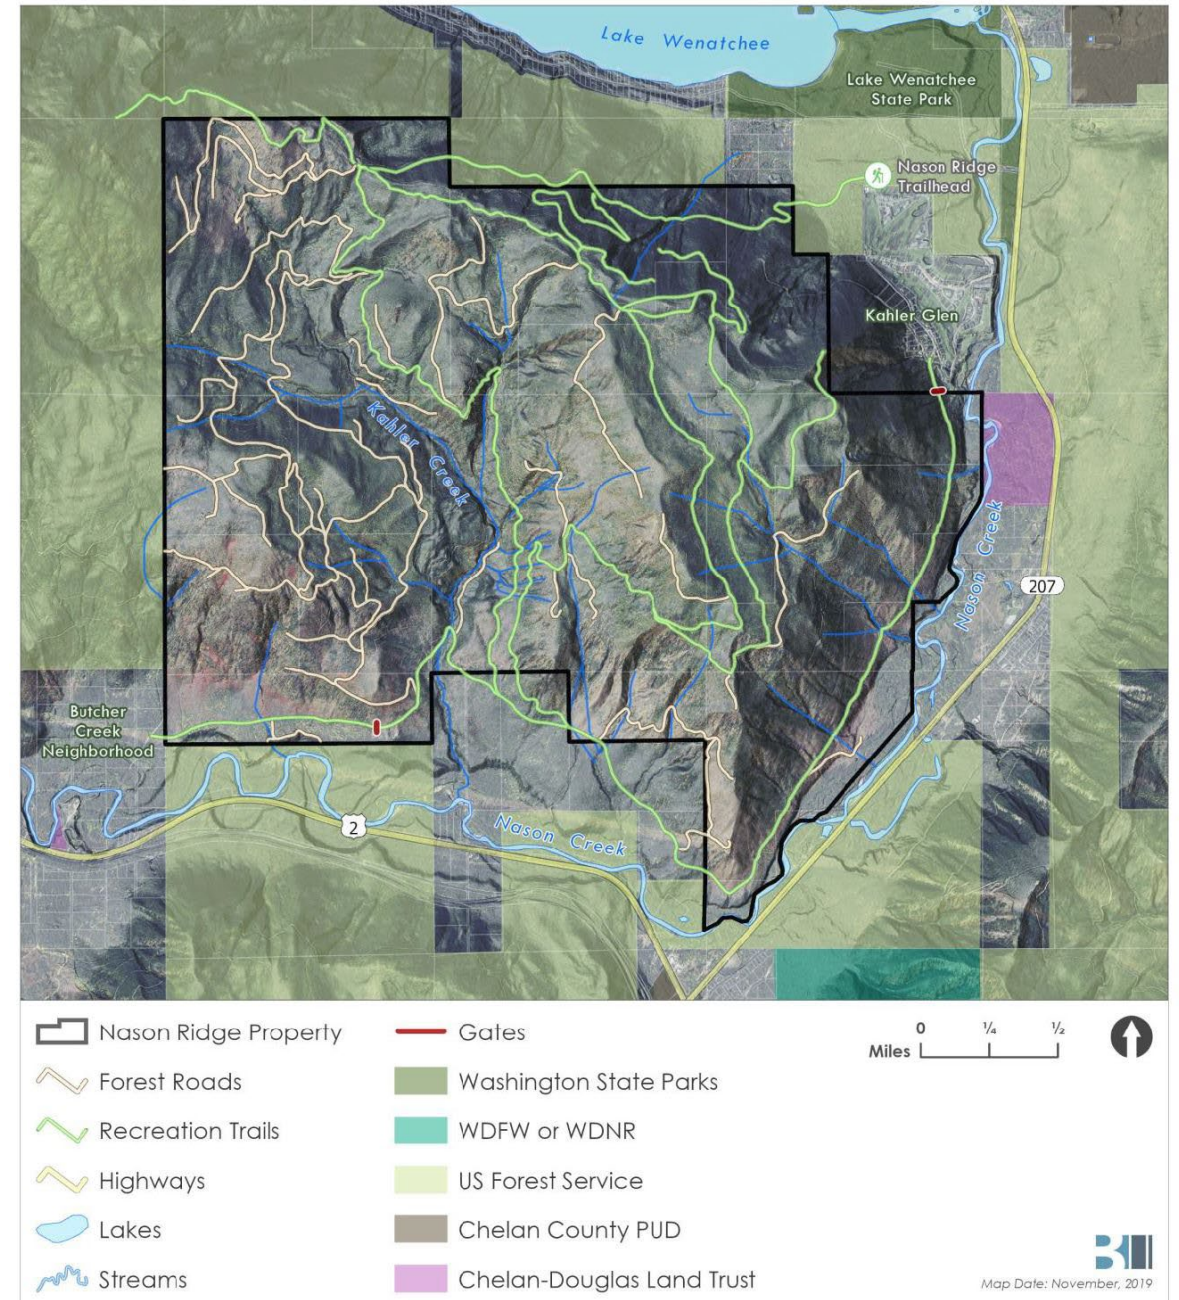 Lake Wenatchee
Lake Wenatchee
State Park
Nason Ridge
Trailhead
Kahler Glen
Kahler Creek
Nason Creek
207
Butcher
Creek
Neighborhood
2
Nason Creek
Nason Ridge Property
Forest Roads
Recreation Trails
Highways
Lakes
Streams
Gates
Washington State Parks
WDFW or WDNR
US Forest Service
Chelan County PUD
Chelan-Douglas Land Trust
0 ¼ ½
Miles
Map Date: November, 2019